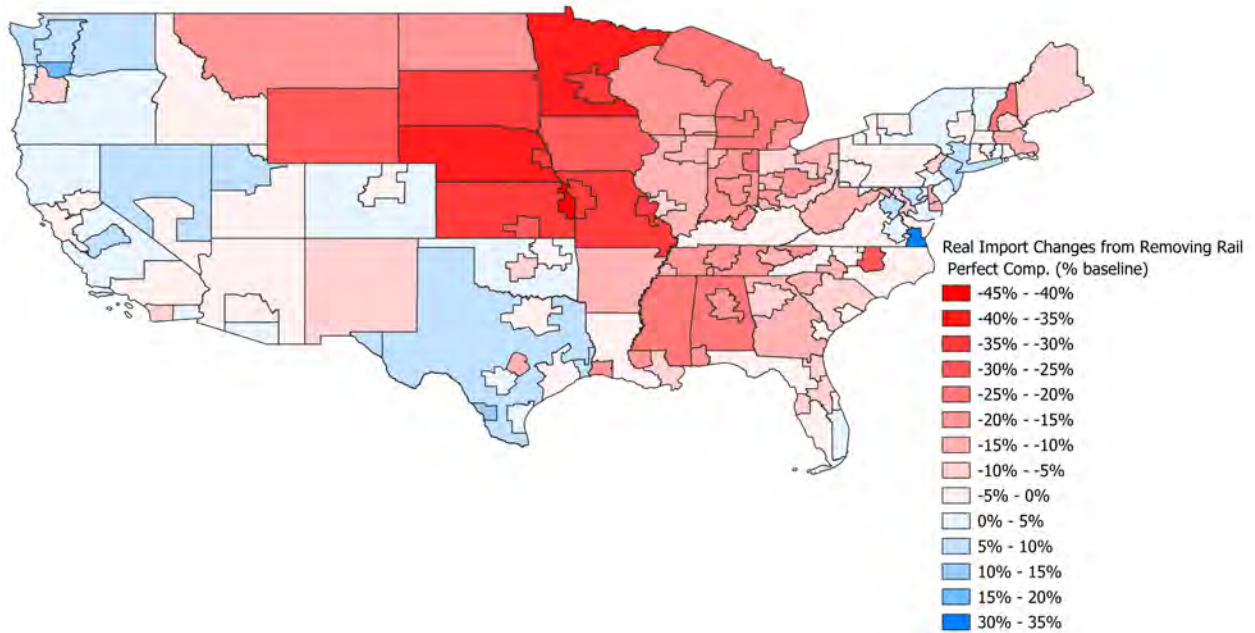 Real Import Changes from Removing Rail
Perfect Comp. (% baseline)
-45% - -40%
-40% - -35%
-35% - -30%
-30% - -25%
-25% - -20%
-20% - -15%
-15% - -10%
-10% - -5%
-5% - 0%
0% - 5%
5% - 10%
10% - 15%
15% - 20%
30% - 35%